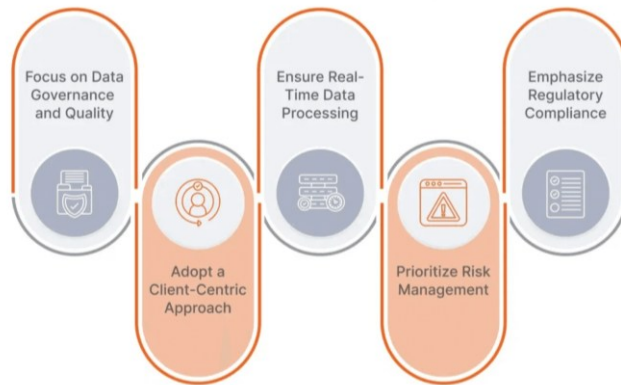 Focus on Data
Governance
and Quality
Adopt a
Client-Centric
Approach
Ensure Real-
Time Data
Processing
Prioritize Risk
Management
Emphasize
Regulatory
Compliance